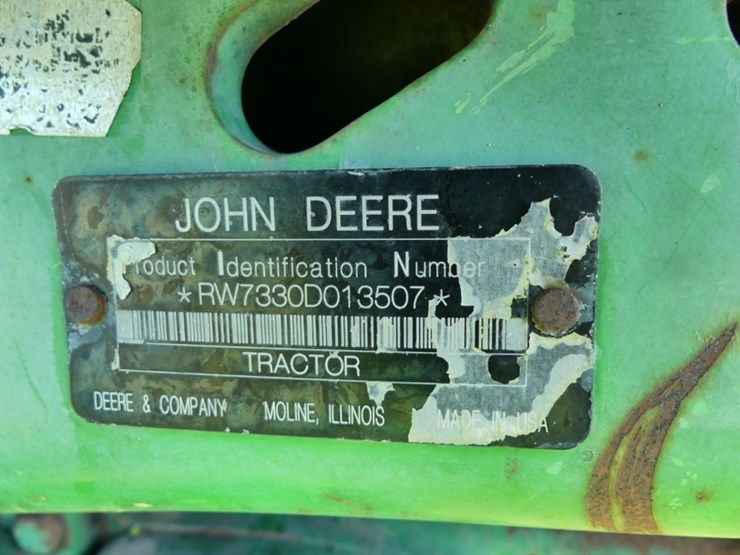 JOHN DEERE
Product Identification Number
*RW7330D013507*
TRACTOR
DEERE & COMPANY MOLINE, ILLINOIS MADE IN USA